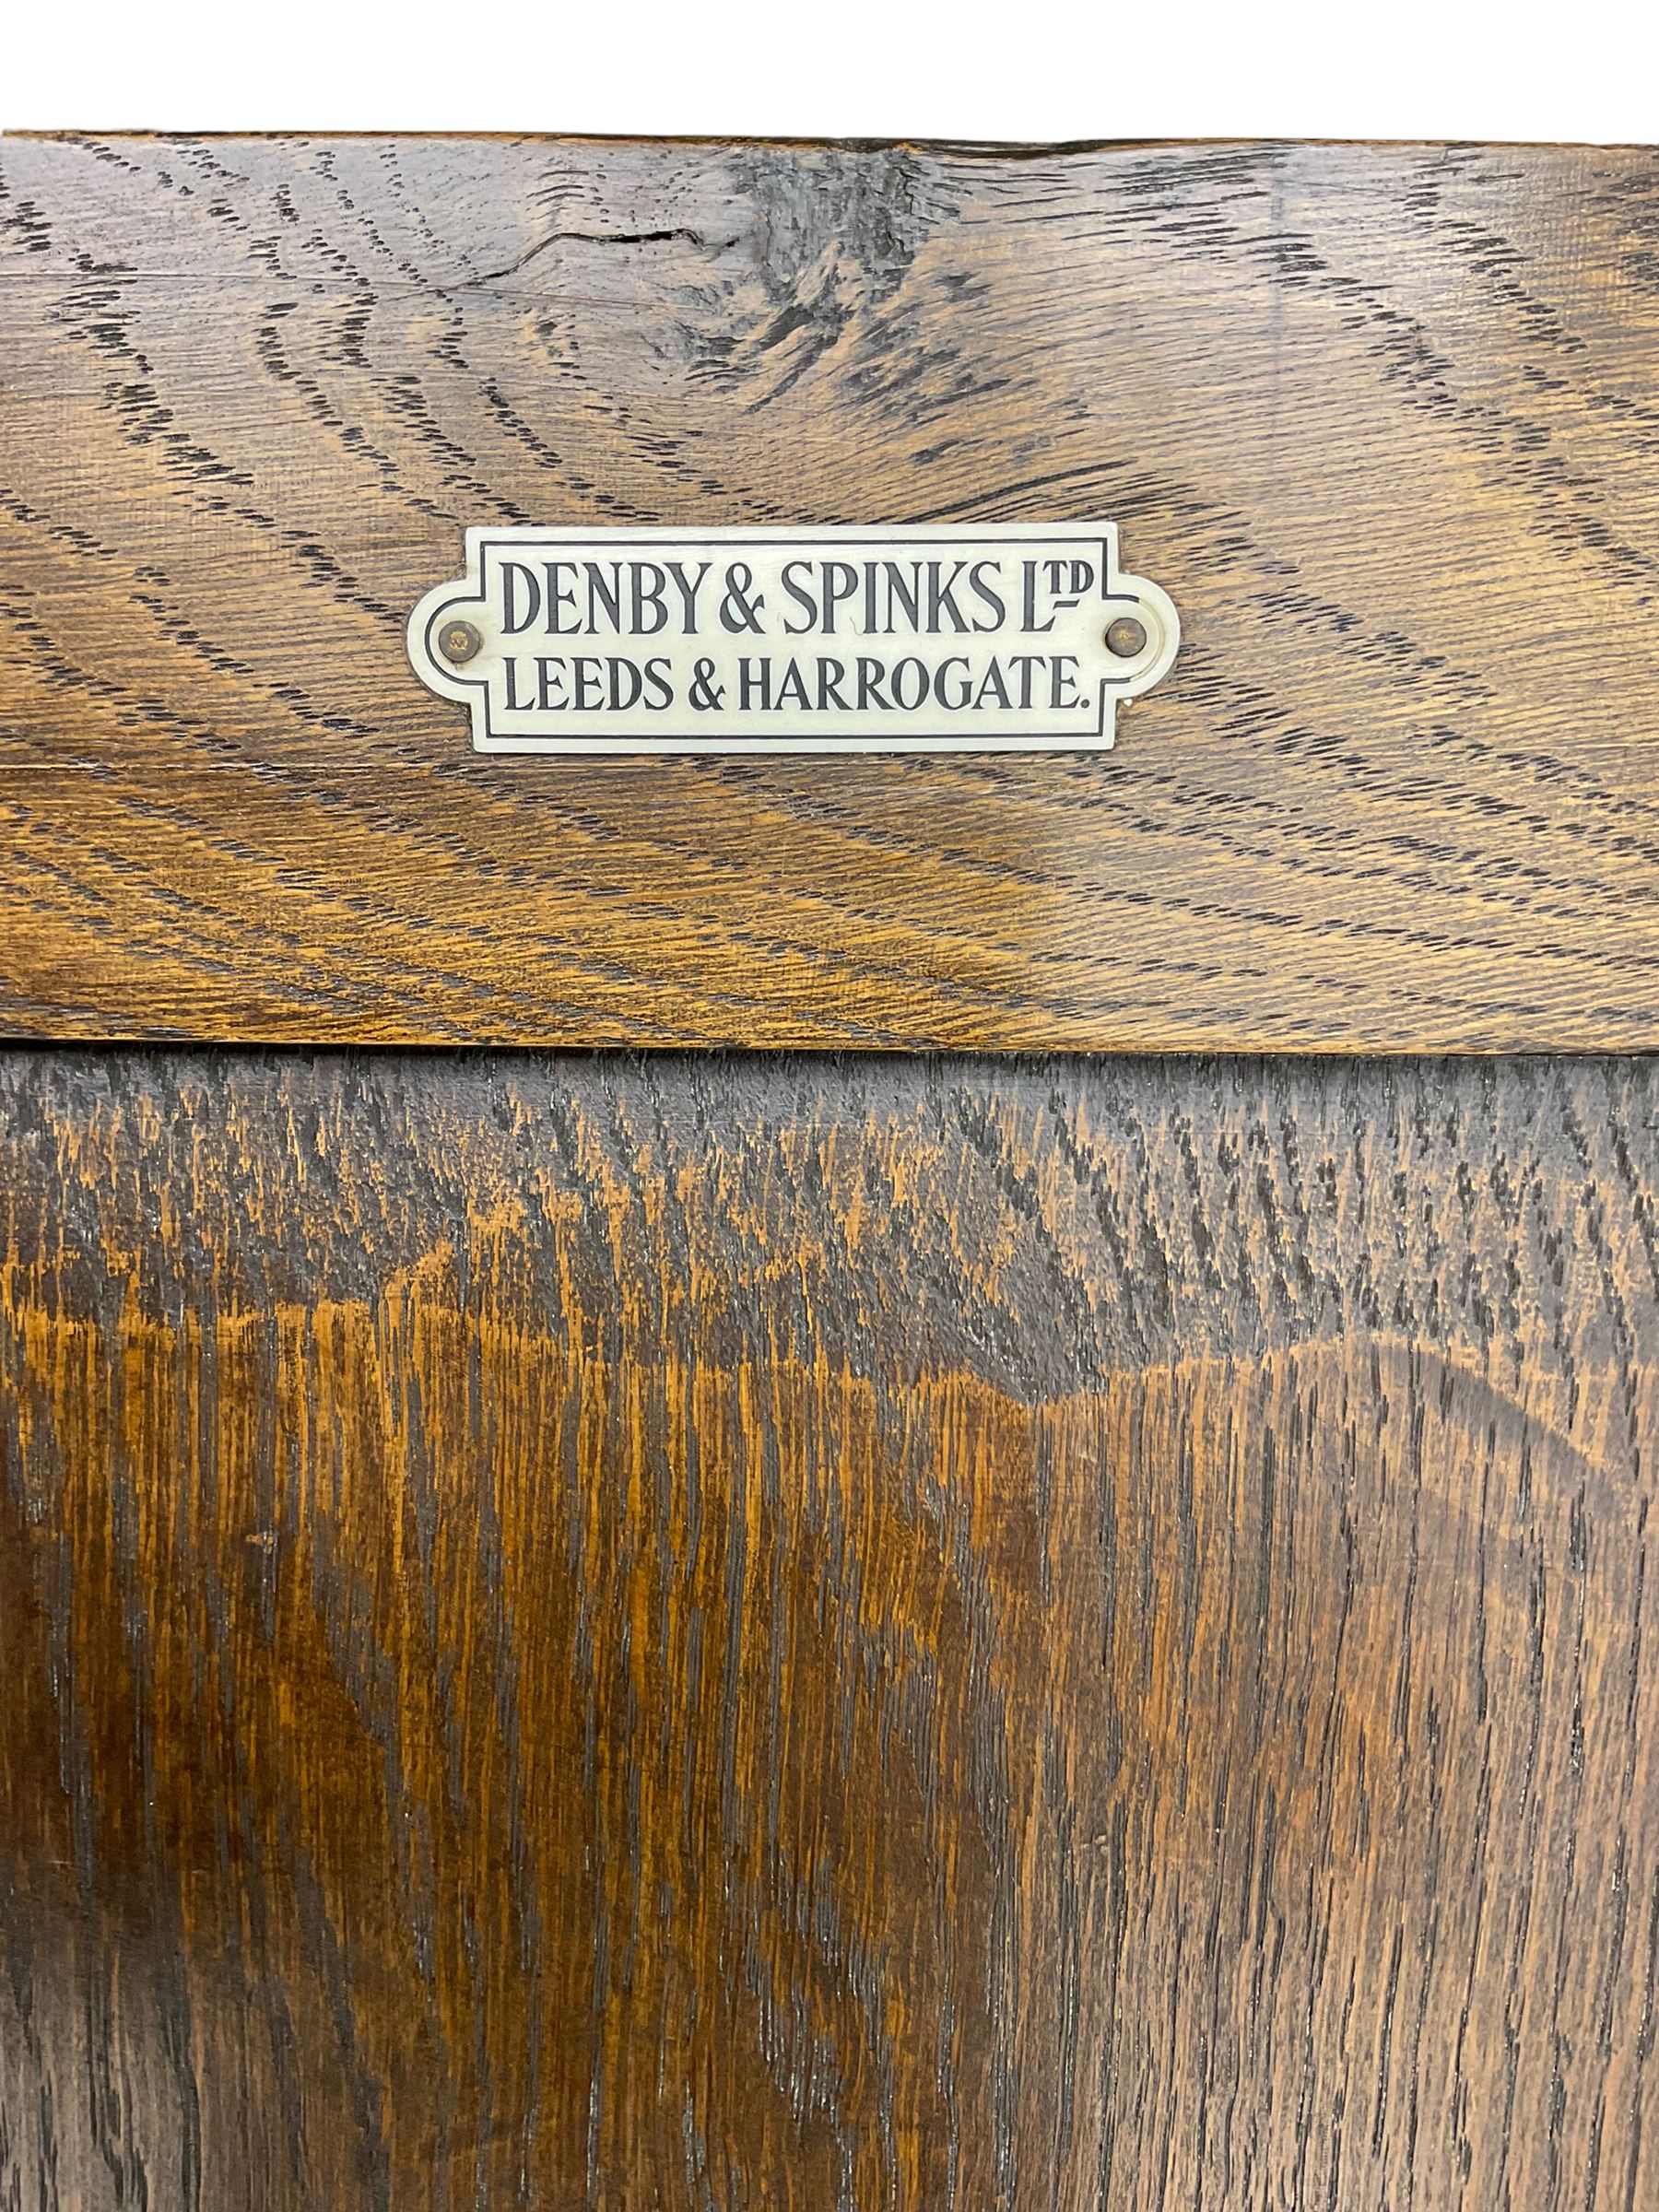 DENBY & SPINKS LTD
LEEDS & HARROGATE.